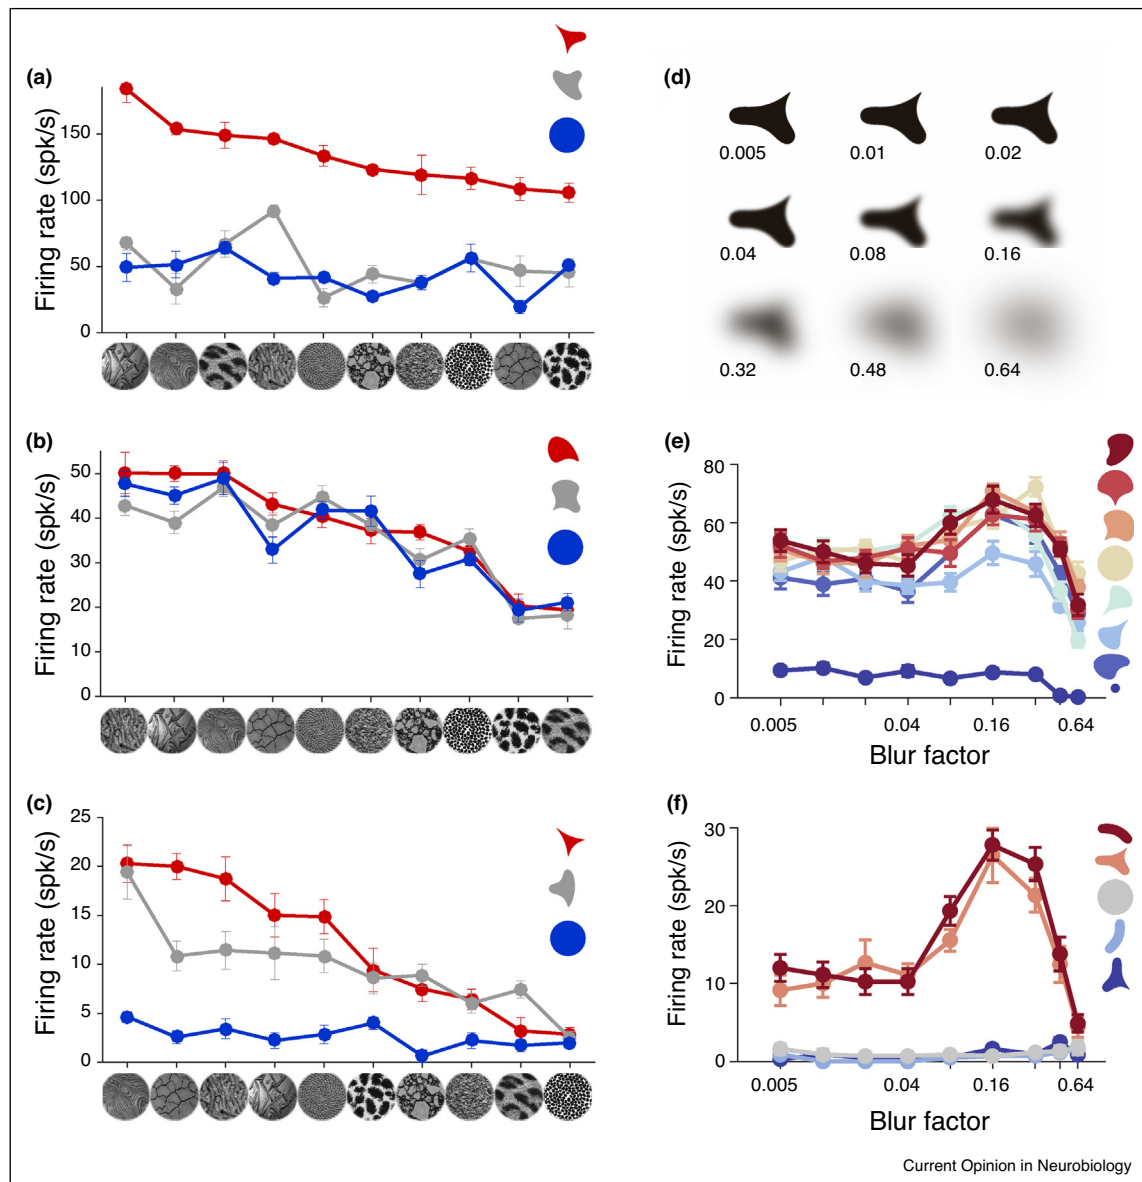 (a)
Firing rate (spk/s)
150
100
50
0
(b)
Firing rate (spk/s)
50
40
30
20
10
0
(c)
Firing rate (spk/s)
25
20
15
10
5
0
(d)
0.005 0.01 0.02
0.04 0.08 0.16
0.32 0.48 0.64
(e)
Firing rate (spk/s)
80
60
40
20
0
0.005 0.04 0.16 0.64
Blur factor
(f)
Firing rate (spk/s)
30
20
10
0
0.005 0.04 0.16 0.64
Blur factor
Current Opinion in Neurobiology